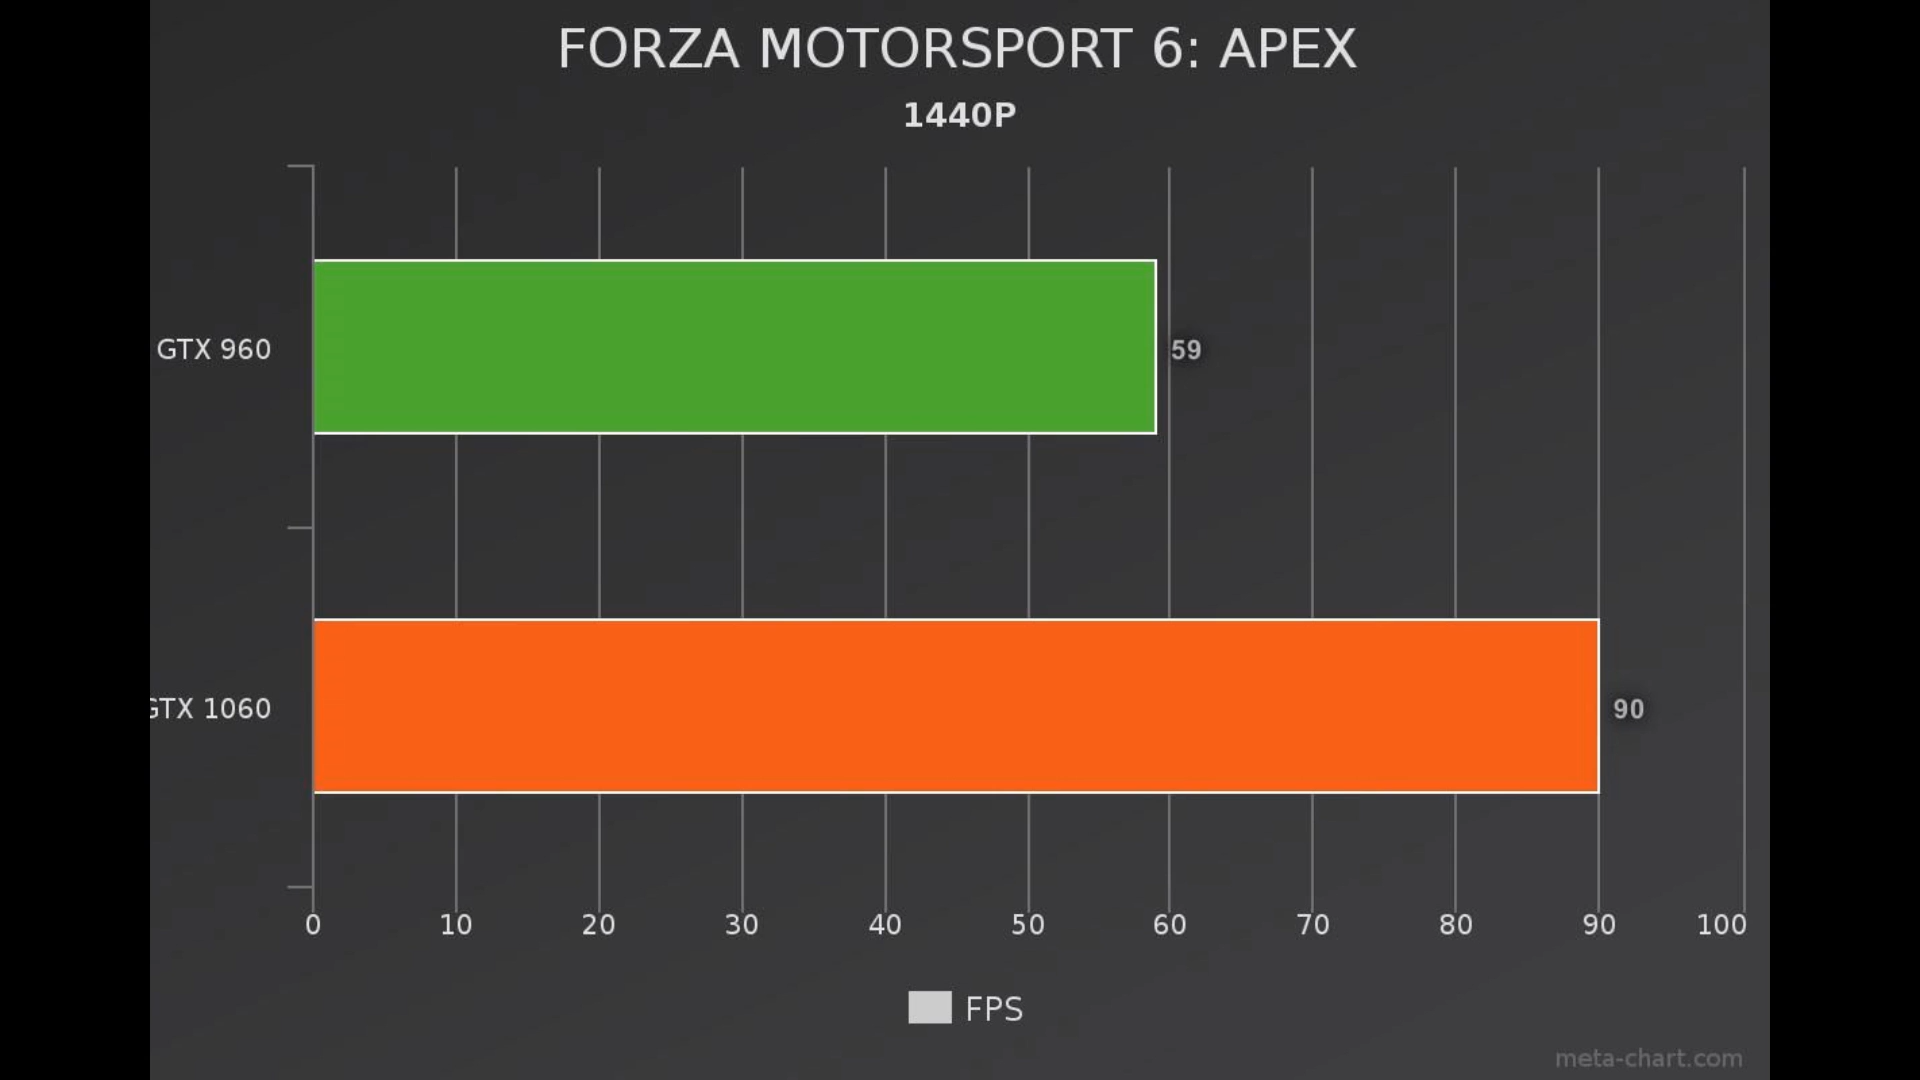 FORZA MOTORSPORT 6: APEX
1440P
GTX 960
59
GTX 1060
90
0 10 20 30 40 50 60 70 80 90 100
FPS
meta-chart.com